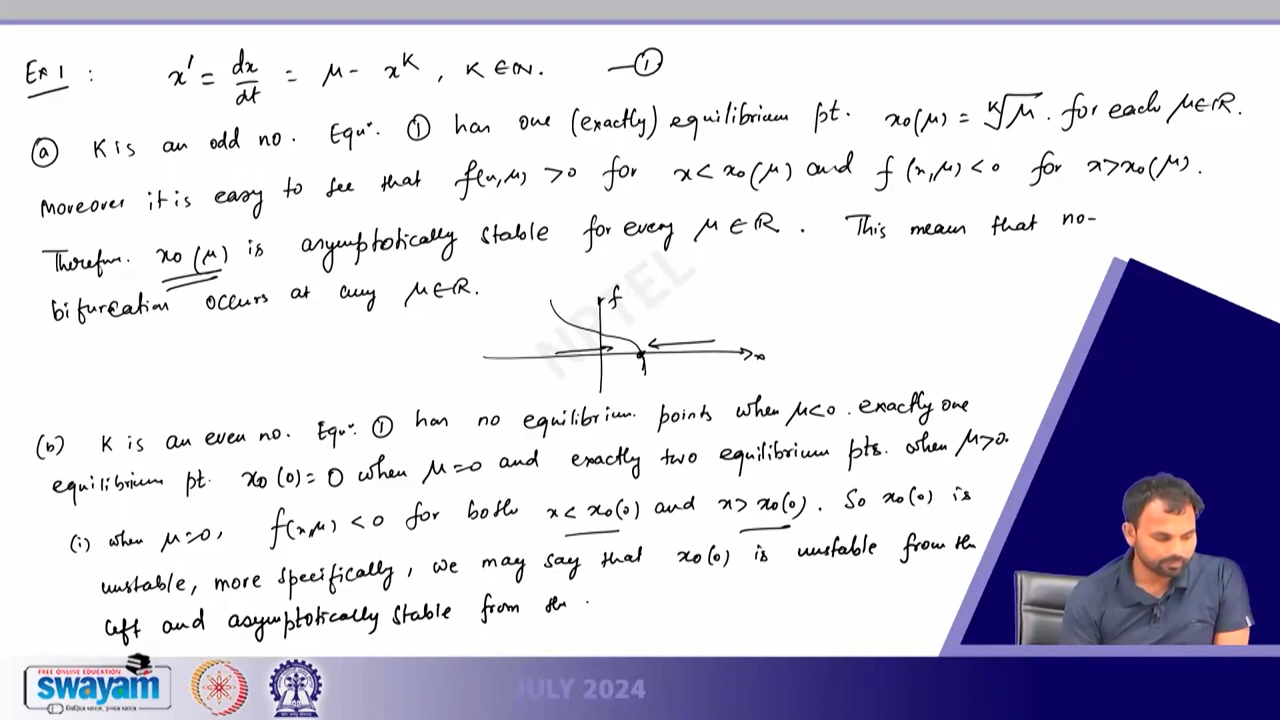 Ex 1 : x' = dx/dt = μ - x^K , K ∈ ℕ. —①
ⓐ K is an odd no. Equⁿ. ① has one (exactly) equilibrium pt. x₀(μ) = ᴷ√μ. for each μ∈ℝ.
Moreover it is easy to see that f(x,μ) >0 for x< x₀(μ) and f(x,μ)<0 for x>x₀(μ).
Therefore. x₀(μ) is asymptotically stable for every μ∈ℝ. This means that no-
bifurcation occurs at any μ∈ℝ.
f
x
NPTEL
(b) K is an even no. Equⁿ. ① has no equilibrium points when μ<0. exactly one
equilibrium pt. x₀(0)=0 when μ=0 and exactly two equilibrium pts. when μ>0.
(i) when μ=0, f(x,μ) <0 for both x< x₀(0) and x> x₀(0). So x₀(0) is
unstable, more specifically, we may say that x₀(0) is unstable from the
left and asymptotically stable from the
FREE ONLINE EDUCATION
swayam
JULY 2024